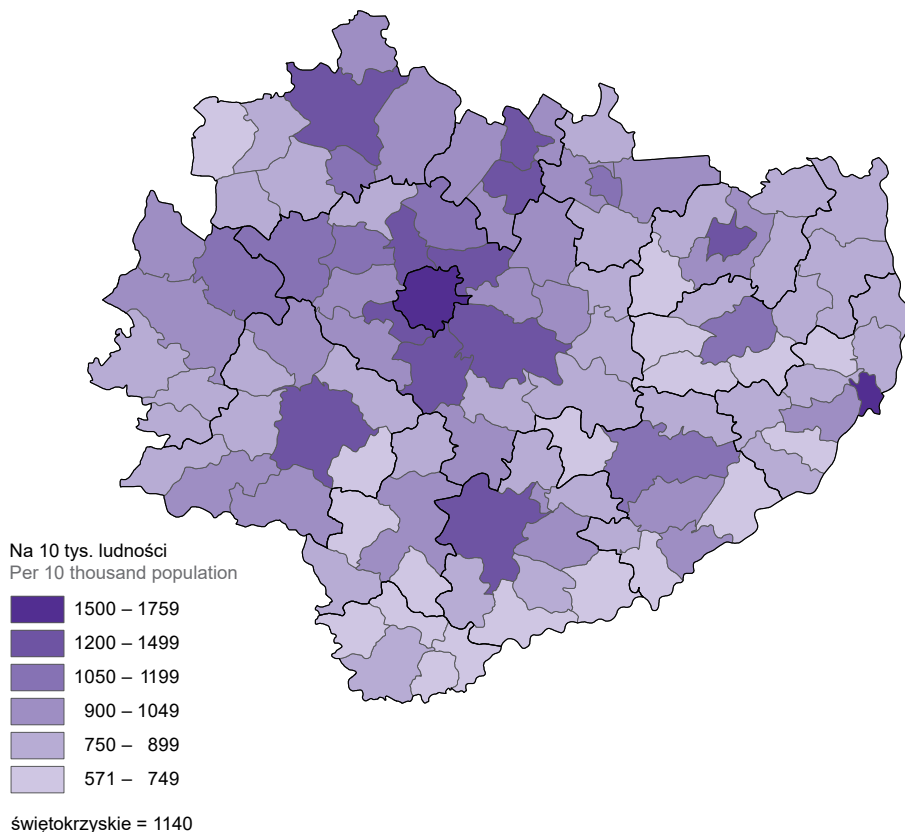 Na 10 tys. ludności
Per 10 thousand population
1500 – 1759
1200 – 1499
1050 – 1199
900 – 1049
750 – 899
571 – 749
świętokrzyskie = 1140